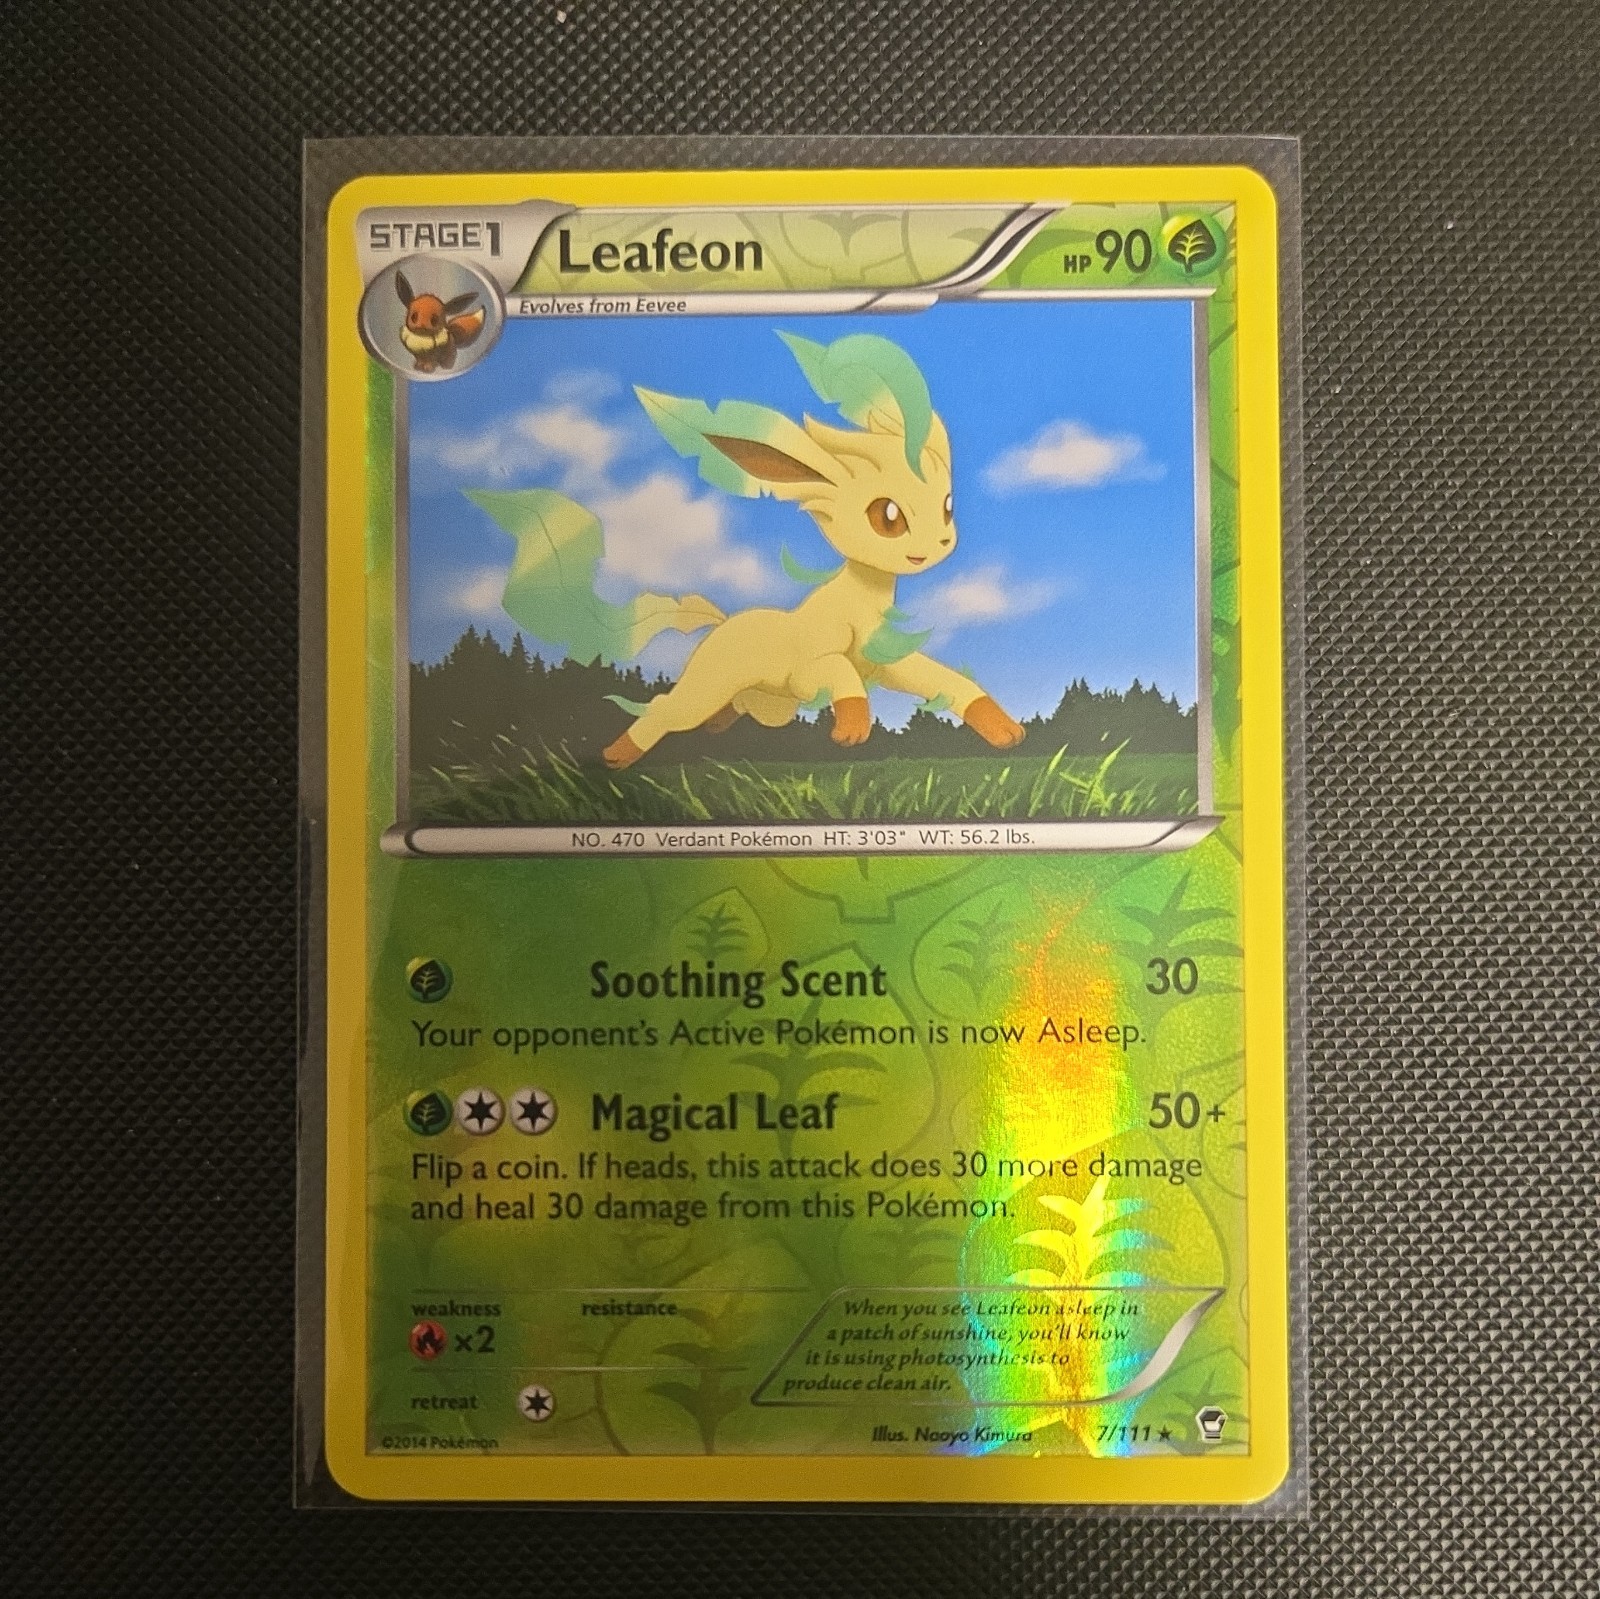 STAGE1
Leafeon
HP 90
Evolves from Eevee
NO. 470 Verdant Pokémon HT: 3'03" WT: 56.2 lbs.
Soothing Scent 30
Your opponent's Active Pokémon is now Asleep.
Magical Leaf 50+
Flip a coin. If heads, this attack does 30 more damage
and heal 30 damage from this Pokémon.
weakness
×2
resistance
retreat
When you see Leafeon asleep in
a patch of sunshine, you'll know
it is using photosynthesis to
produce clean air.
©2014 Pokémon
Illus. Naoyo Kimura
7/111 ★